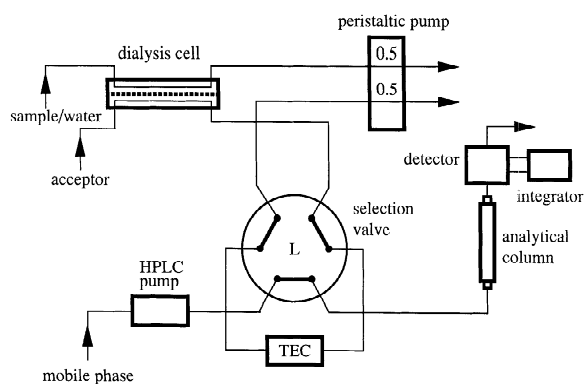 peristaltic pump
dialysis cell
0.5
0.5
sample/water
acceptor
detector
integrator
selection
valve
analytical
column
L
HPLC
pump
TEC
mobile phase